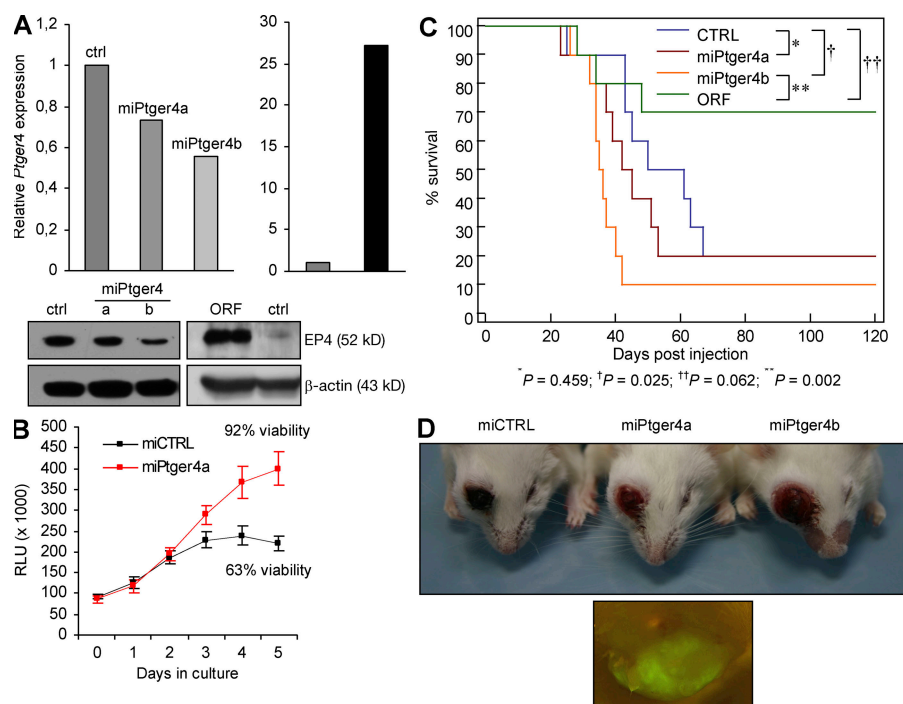 A
Relative Ptger4 expression
1,2
1
0,8
0,6
0,4
0,2
0
ctrl
miPtger4a
miPtger4b
30
25
20
15
10
5
0
miPtger4
ctrl
a
b
ORF
ctrl
EP4 (52 kD)
β-actin (43 kD)
B
RLU (x 1000)
500
450
400
350
300
250
200
150
100
50
0
miCTRL
miPtger4a
92% viability
63% viability
0 1 2 3 4 5
Days in culture
C
% survival
100
90
80
70
60
50
40
30
20
10
CTRL
miPtger4a
miPtger4b
ORF
*
**
†
††
0 20 40 60 80 100 120
Days post injection
*P = 0.459; †P = 0.025; ††P = 0.062; **P = 0.002
D
miCTRL
miPtger4a
miPtger4b